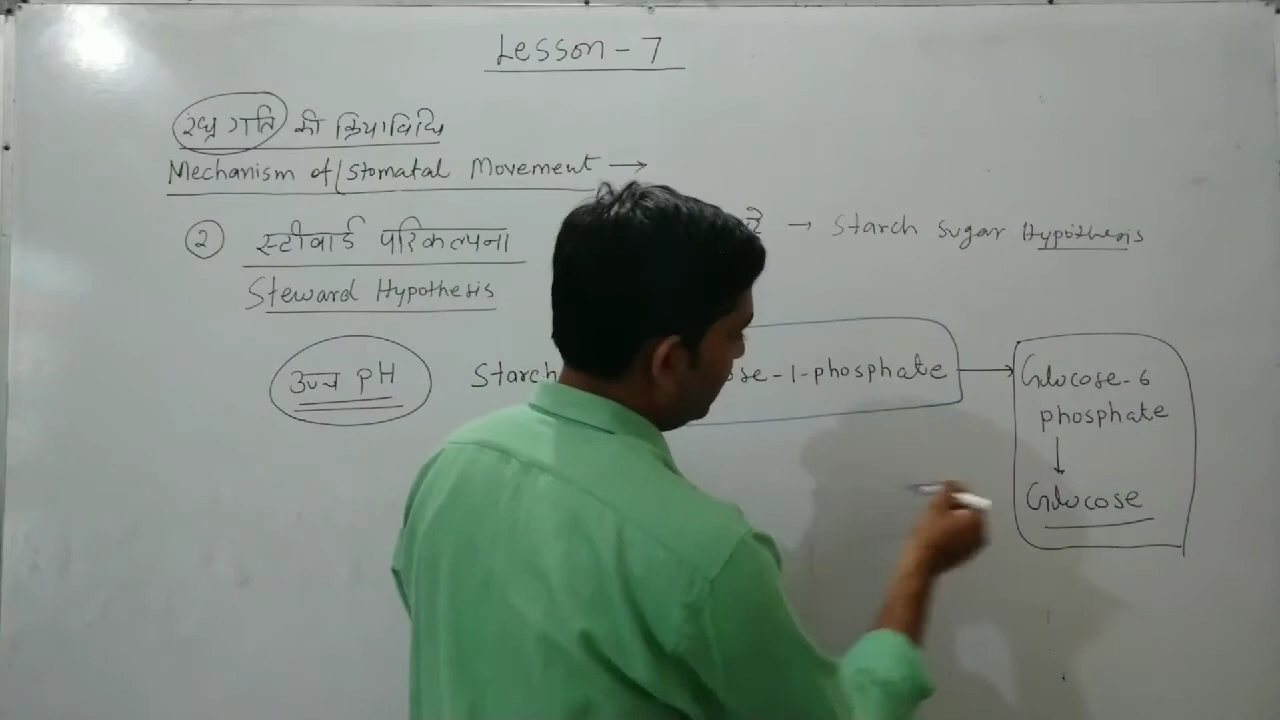 Lesson - 7
रन्ध्र गति की क्रियाविधि
Mechanism of Stomatal Movement →
② स्टीवार्ड परिकल्पना → Starch Sugar Hypothesis
Steward Hypothesis
उच्च pH Starch -1-phosphate → Glucose-6
phosphate
↓
Glucose